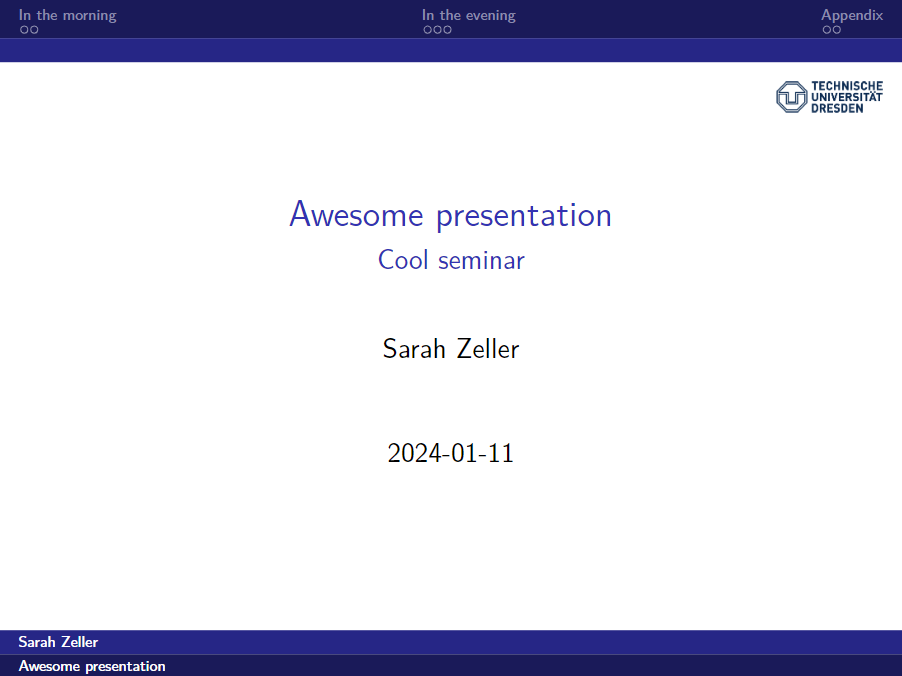 In the morning In the evening Appendix
TECHNISCHE
UNIVERSITÄT
DRESDEN
Awesome presentation
Cool seminar
Sarah Zeller
2024-01-11
Sarah Zeller
Awesome presentation